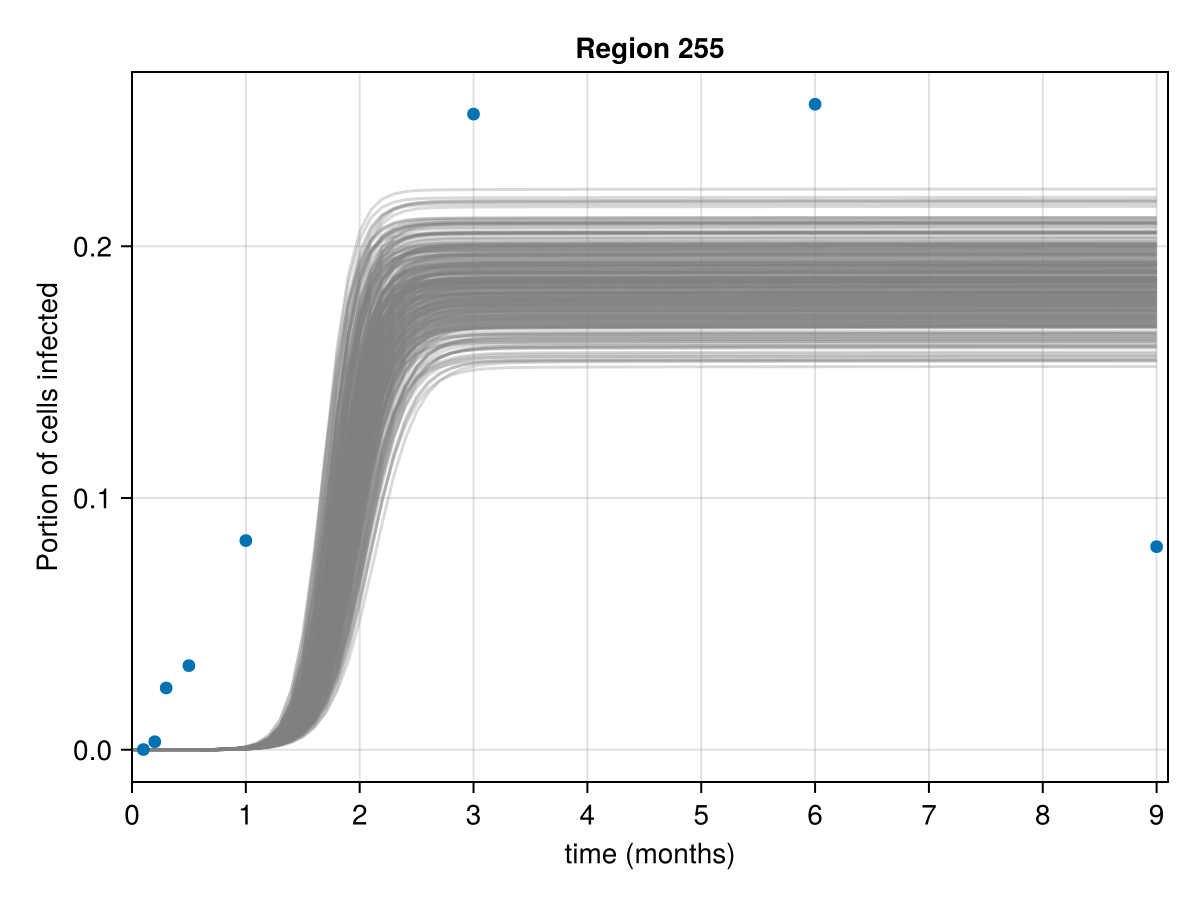 Region 255
Portion of cells infected
0.2
0.1
0.0
0 1 2 3 4 5 6 7 8 9
time (months)